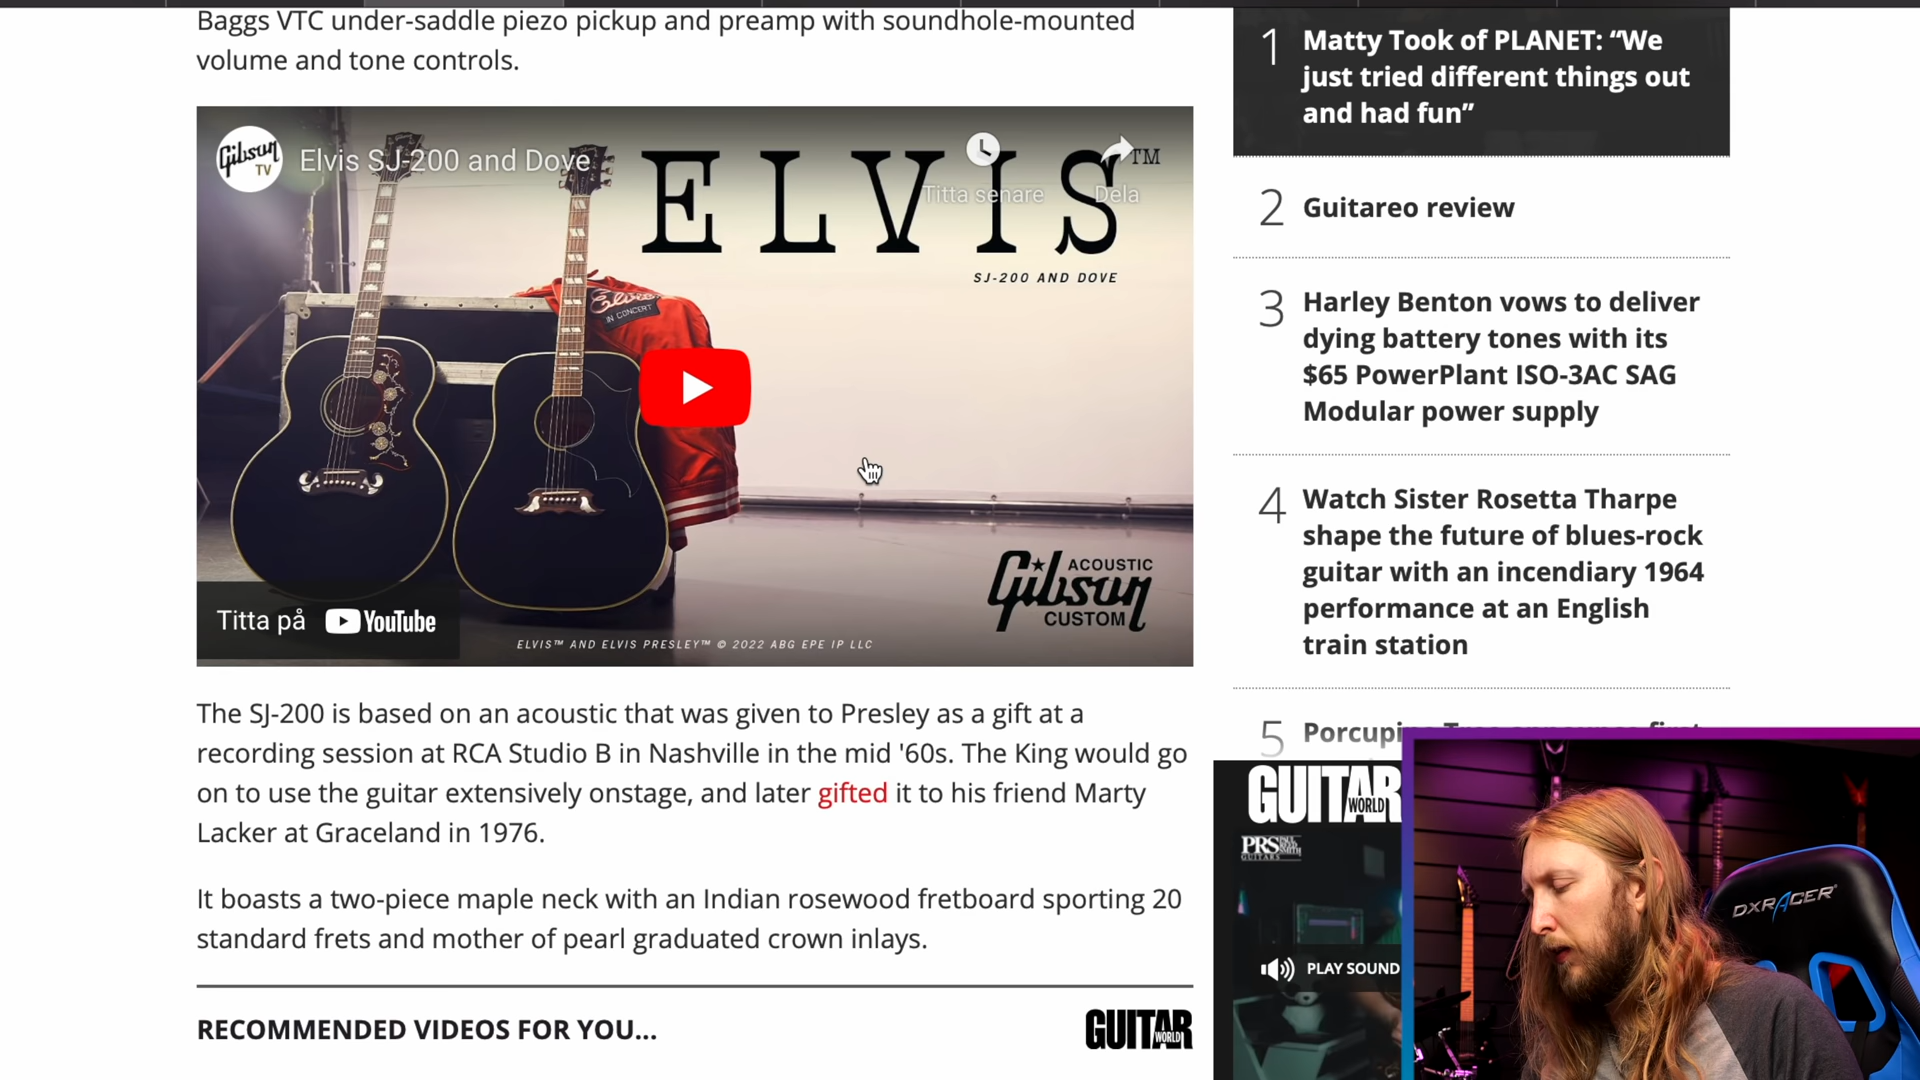 Baggs VTC under-saddle piezo pickup and preamp with soundhole-mounted
volume and tone controls.
Gibson
TV
Elvis SJ-200 and Dove
ELVIS™
Titta senare
Dela
SJ-200 AND DOVE
Elvis
IN CONCERT
ACOUSTIC
Gibson
CUSTOM
Titta på YouTube
ELVIS™ AND ELVIS PRESLEY™ © 2022 ABG EPE IP LLC
The SJ-200 is based on an acoustic that was given to Presley as a gift at a
recording session at RCA Studio B in Nashville in the mid '60s. The King would go
on to use the guitar extensively onstage, and later gifted it to his friend Marty
Lacker at Graceland in 1976.
It boasts a two-piece maple neck with an Indian rosewood fretboard sporting 20
standard frets and mother of pearl graduated crown inlays.
RECOMMENDED VIDEOS FOR YOU...
GUITAR
WORLD
1 Matty Took of PLANET: “We
just tried different things out
and had fun”
2 Guitareo review
3 Harley Benton vows to deliver
dying battery tones with its
$65 PowerPlant ISO-3AC SAG
Modular power supply
4 Watch Sister Rosetta Tharpe
shape the future of blues-rock
guitar with an incendiary 1964
performance at an English
train station
5
GUITAR
WORLD
PRS PAUL
REED
SMITH
GUITARS
PLAY SOUND
DXRACER